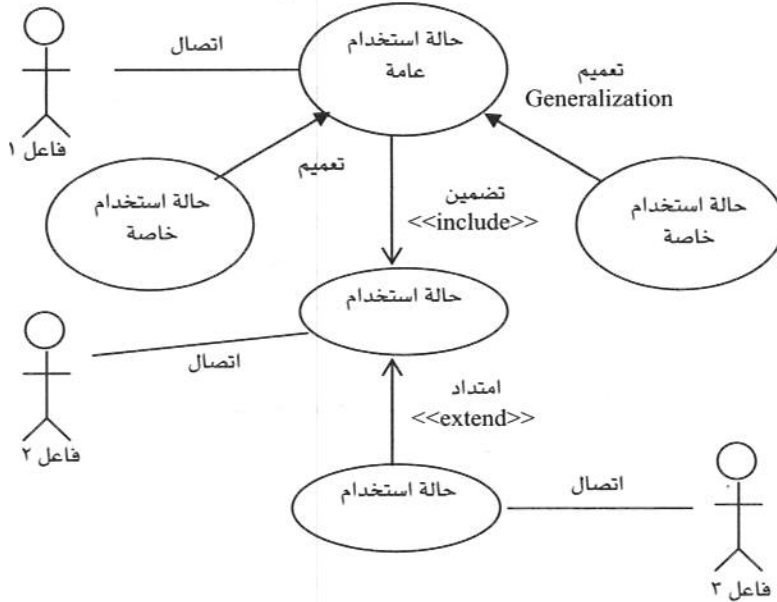 حالة استخدام
عامة
اتصال
تعميم
Generalization
فاعل ١
تعميم
حالة استخدام
خاصة
تضمين
<<include>>
حالة استخدام
خاصة
حالة استخدام
اتصال
فاعل ٢
امتداد
<<extend>>
حالة استخدام
اتصال
فاعل ٣